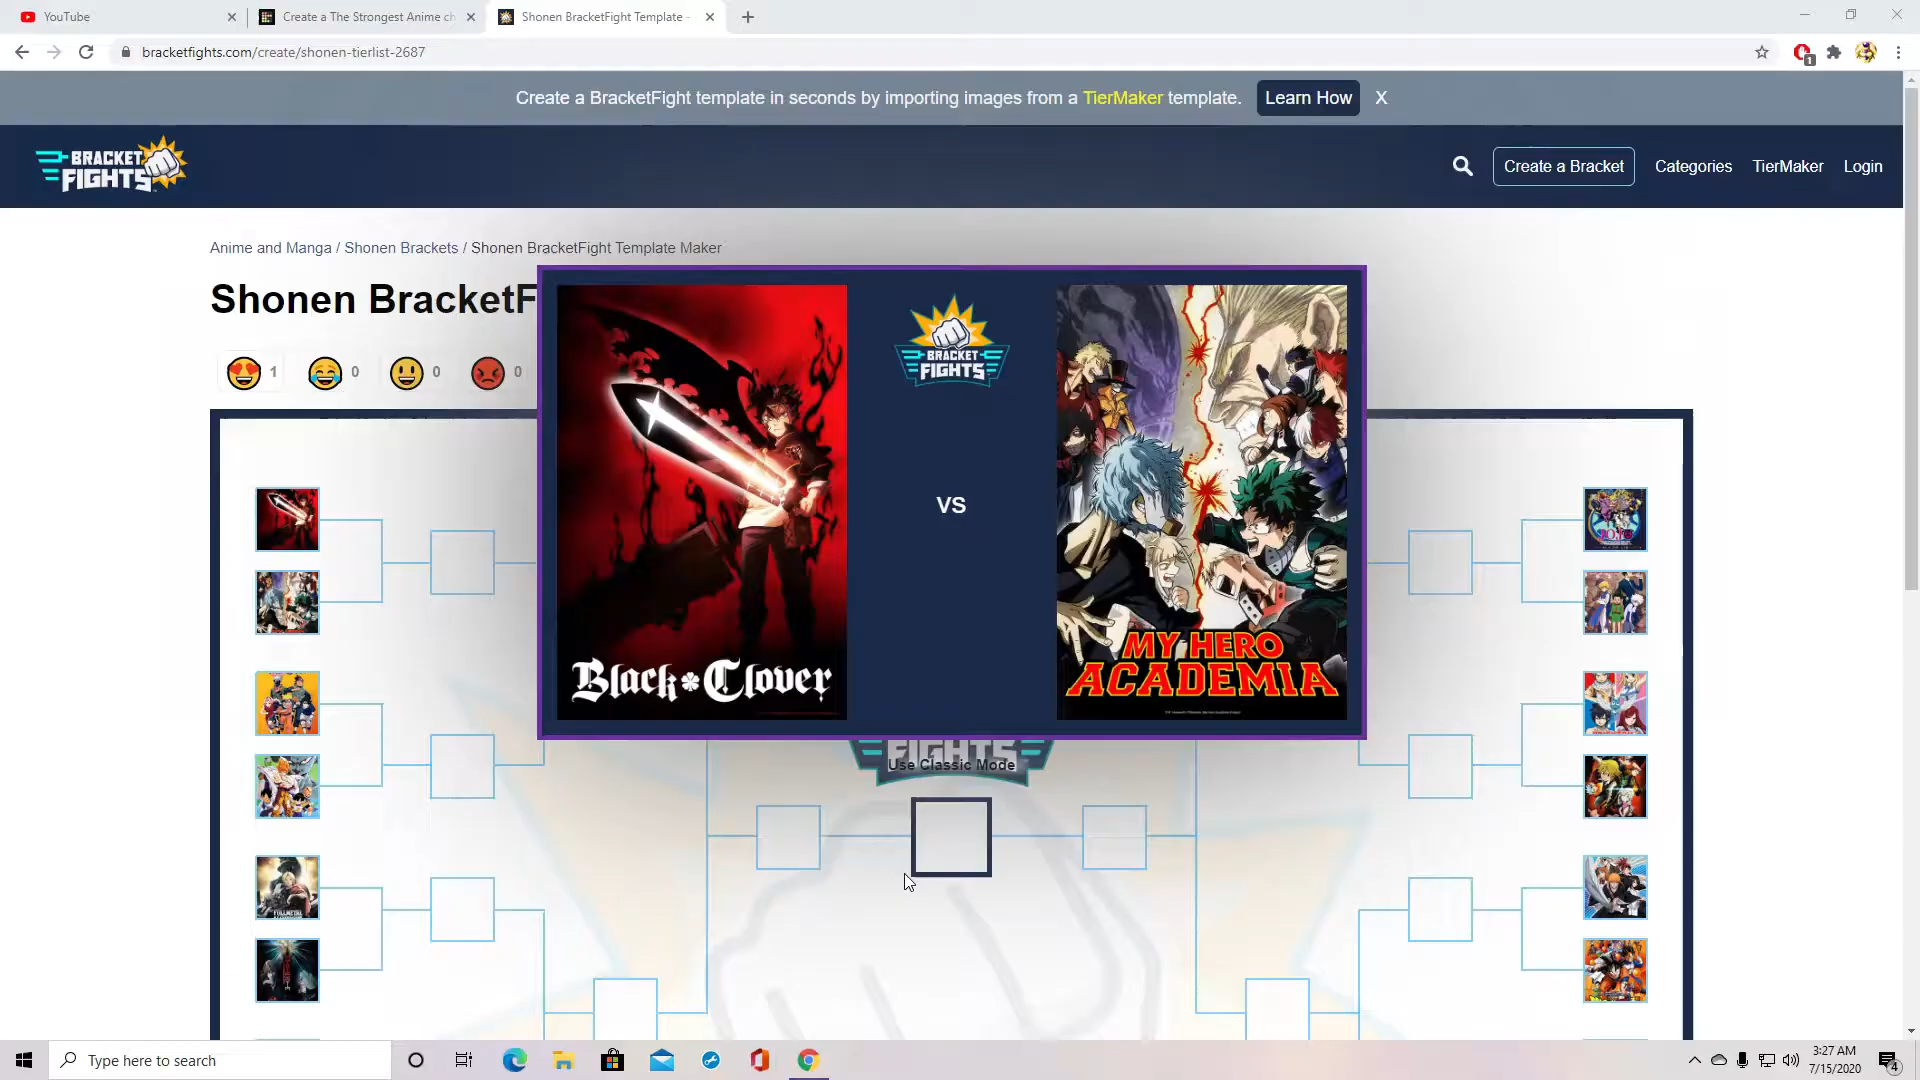 YouTube
Create a The Strongest Anime ch
Shonen BracketFight Template -
bracketfights.com/create/shonen-tierlist-2687
1
Create a BracketFight template in seconds by importing images from a TierMaker template.
Learn How
X
BRACKET
FIGHTS
Create a Bracket
Categories
TierMaker
Login
Anime and Manga / Shonen Brackets / Shonen BracketFight Template Maker
Shonen BracketF
1
0
0
0
BRACKET
FIGHTS
VS
Black Clover
MY HERO
ACADEMIA
FIGHTS
Use Classic Mode
Type here to search
3:27 AM
7/15/2020
4